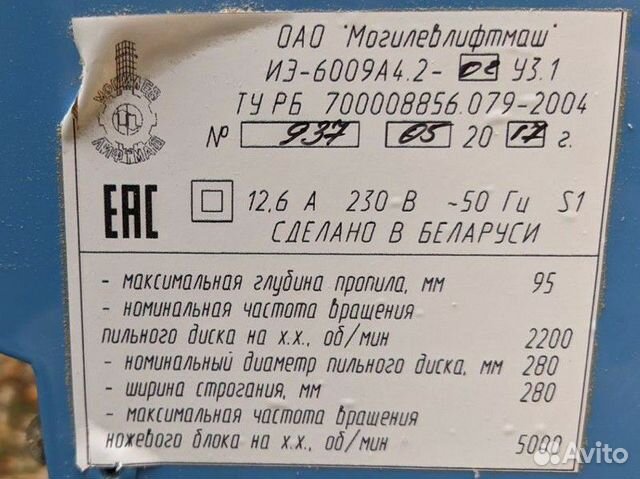 ОАО "Могилевлифтмаш"
ИЭ-6009А4.2- 02 У3.1
ТУ РБ 700008856.079-2004
№ 937 05 20 17 г.
МОГИЛЕВ
ЛИФТМАШ
EAC 12,6 А 230 В ~50 Гц S1
СДЕЛАНО В БЕЛАРУСИ
- максимальная глубина пропила, мм 95
- номинальная частота вращения
пильного диска на х.х., об/мин 2200
- номинальный диаметр пильного диска, мм 280
- ширина строгания, мм 280
- максимальная частота вращения
ножевого блока на х.х., об/мин 5000
Avito